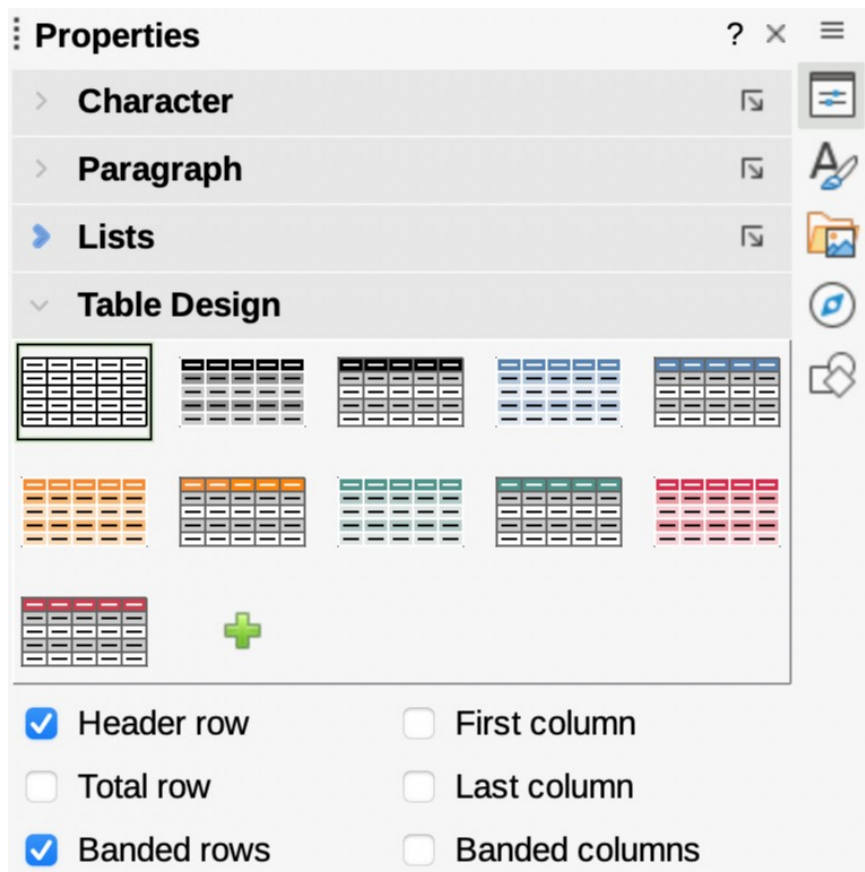 Properties ?
Character
Paragraph
Lists
Table Design
Header row First column
Total row Last column
Banded rows Banded columns